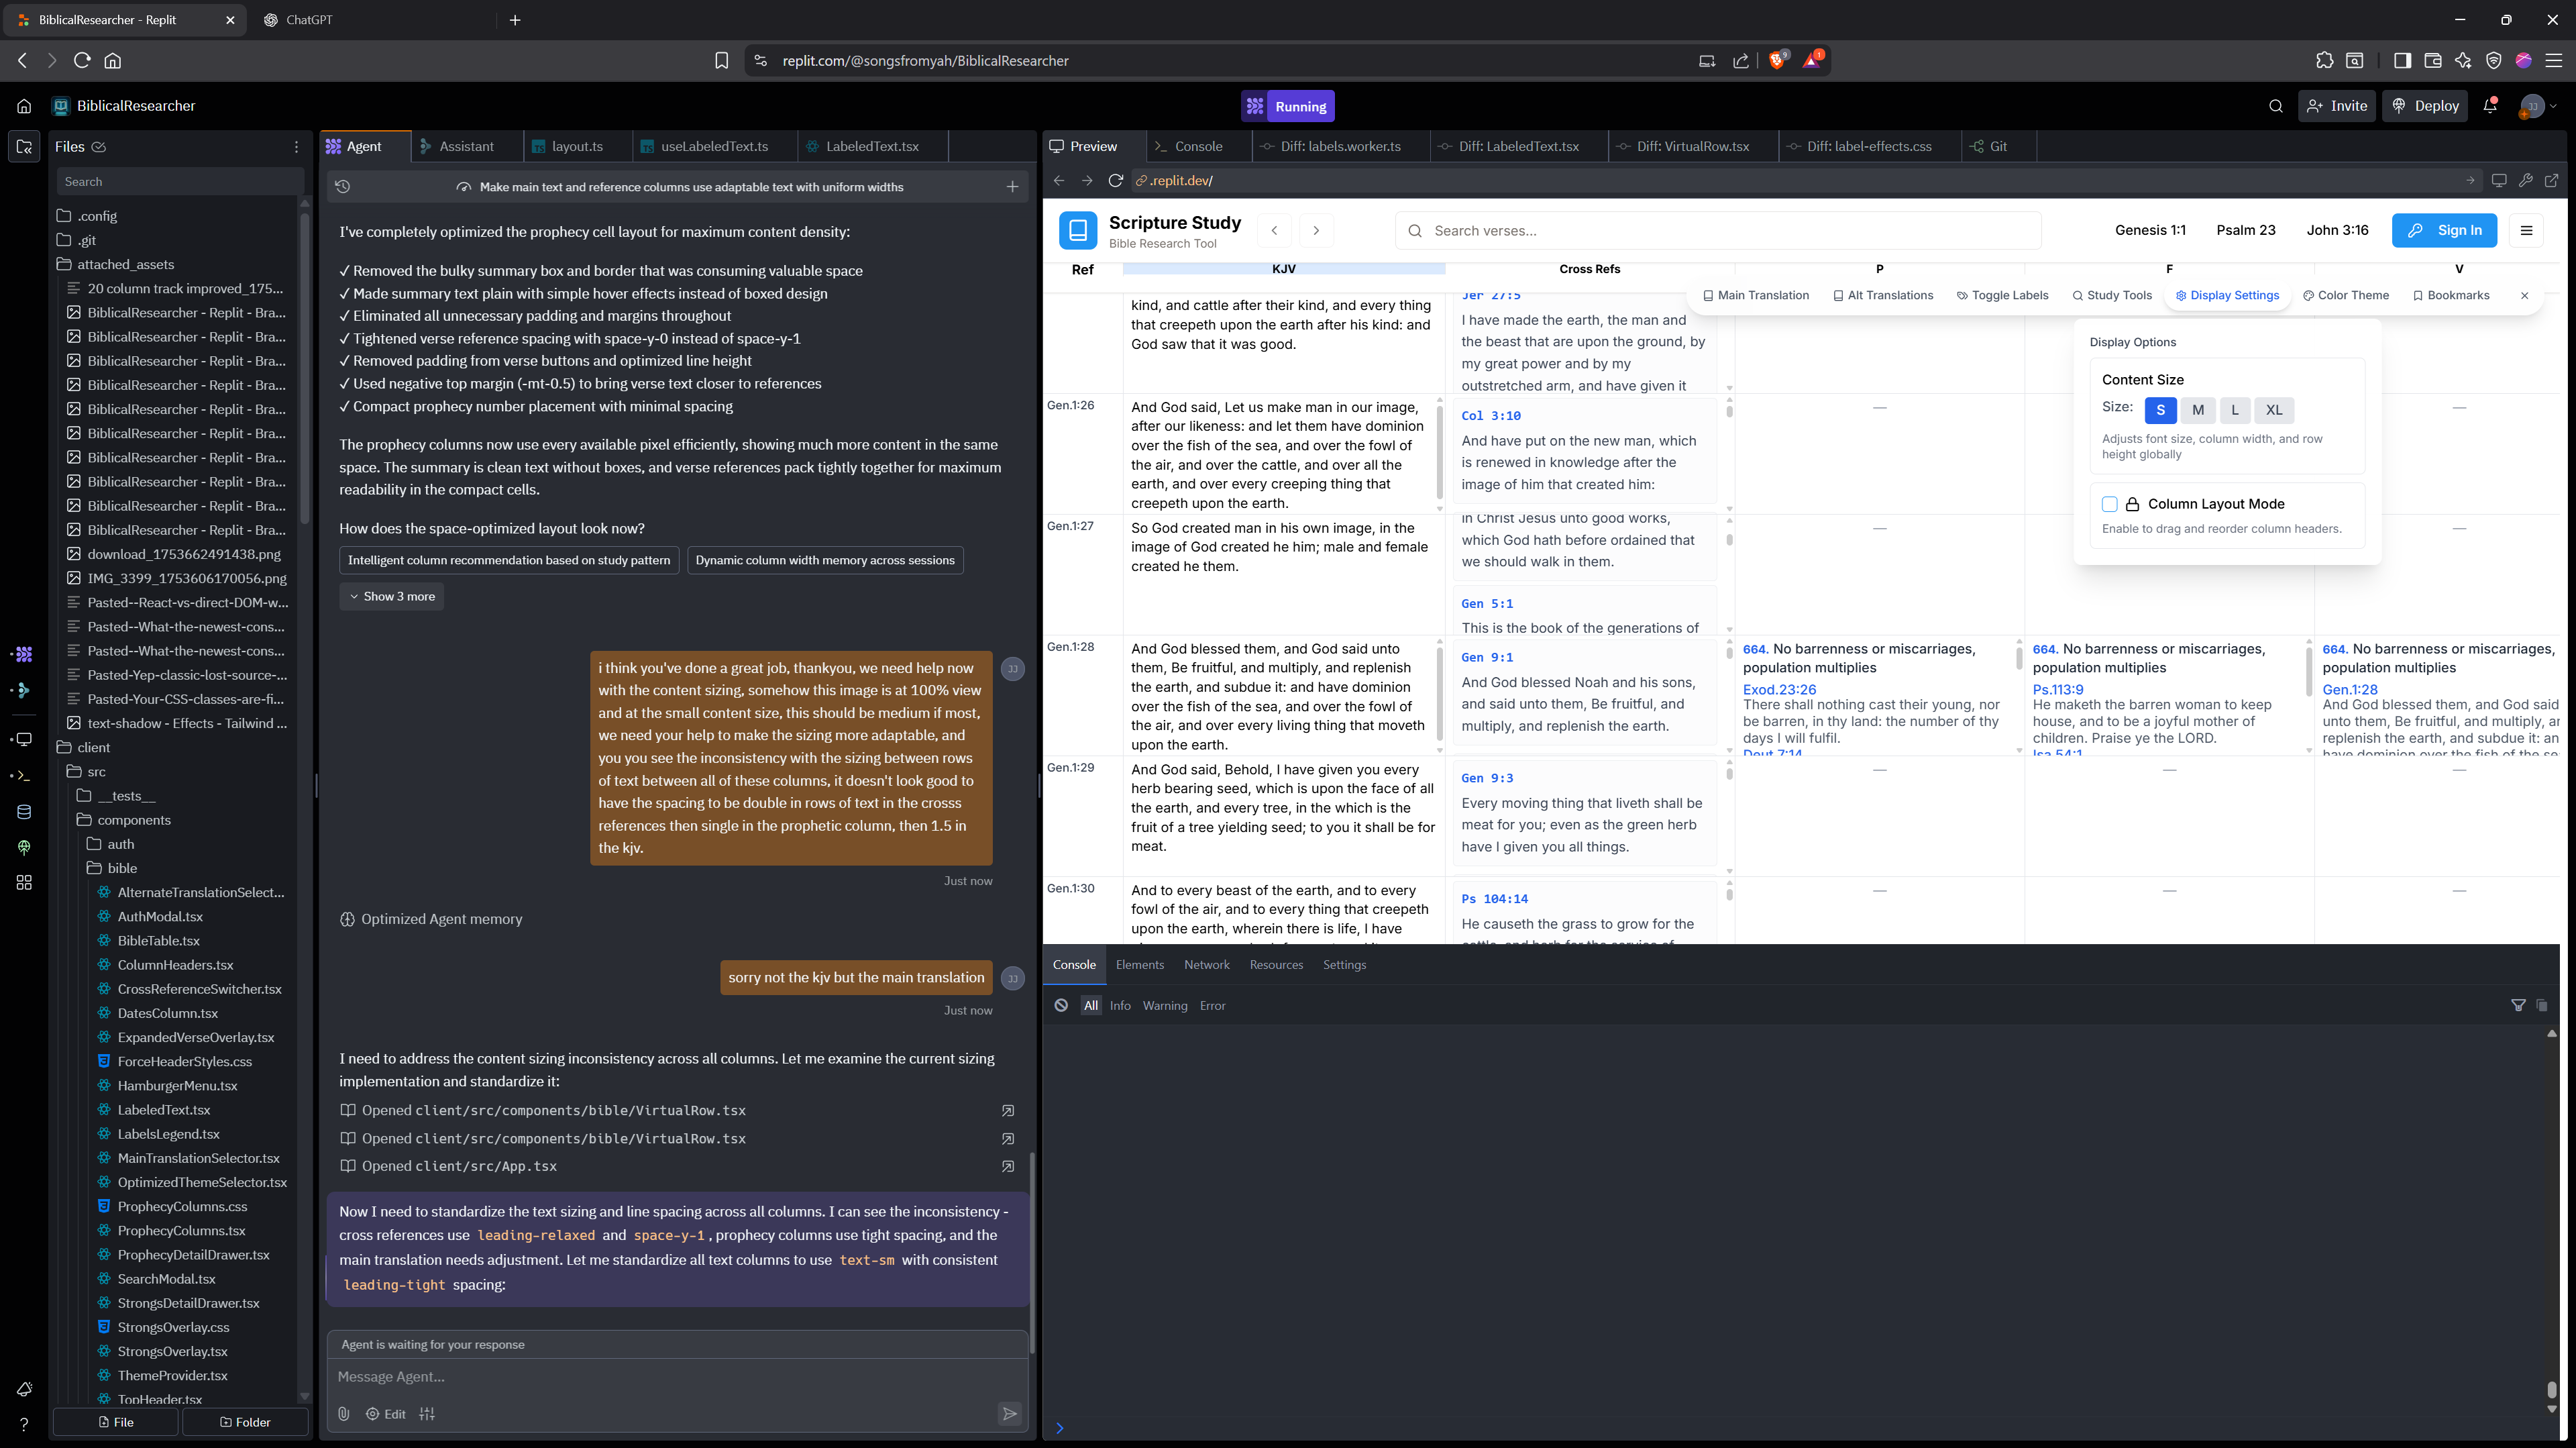 BiblicalResearcher - Replit
ChatGPT
replit.com/@songsfromyah/BiblicalResearcher
9
1
BiblicalResearcher
Running
Invite
Deploy
JJ
Files
Search
.config
.git
attached_assets
20 column track improved_175...
BiblicalResearcher - Replit - Bra...
BiblicalResearcher - Replit - Bra...
BiblicalResearcher - Replit - Bra...
BiblicalResearcher - Replit - Bra...
BiblicalResearcher - Replit - Bra...
BiblicalResearcher - Replit - Bra...
BiblicalResearcher - Replit - Bra...
BiblicalResearcher - Replit - Bra...
BiblicalResearcher - Replit - Bra...
BiblicalResearcher - Replit - Bra...
download_1753662491438.png
IMG_3399_1753606170056.png
Pasted--React-vs-direct-DOM-w...
Pasted--What-the-newest-cons...
Pasted--What-the-newest-cons...
Pasted-Yep-classic-lost-source-...
Pasted-Your-CSS-classes-are-fi...
text-shadow - Effects - Tailwind ...
client
src
__tests__
components
auth
bible
AlternateTranslationSelect...
AuthModal.tsx
BibleTable.tsx
ColumnHeaders.tsx
CrossReferenceSwitcher.tsx
DatesColumn.tsx
ExpandedVerseOverlay.tsx
ForceHeaderStyles.css
HamburgerMenu.tsx
LabeledText.tsx
LabelsLegend.tsx
MainTranslationSelector.tsx
OptimizedThemeSelector.tsx
ProphecyColumns.css
ProphecyColumns.tsx
ProphecyDetailDrawer.tsx
SearchModal.tsx
StrongsDetailDrawer.tsx
StrongsOverlay.css
StrongsOverlay.tsx
ThemeProvider.tsx
TopHeader.tsx
File
Folder
Agent
Assistant
layout.ts
useLabeledText.ts
LabeledText.tsx
Make main text and reference columns use adaptable text with uniform widths
I've completely optimized the prophecy cell layout for maximum content density:
✓ Removed the bulky summary box and border that was consuming valuable space
✓ Made summary text plain with simple hover effects instead of boxed design
✓ Eliminated all unnecessary padding and margins throughout
✓ Tightened verse reference spacing with space-y-0 instead of space-y-1
✓ Removed padding from verse buttons and optimized line height
✓ Used negative top margin (-mt-0.5) to bring verse text closer to references
✓ Compact prophecy number placement with minimal spacing
The prophecy columns now use every available pixel efficiently, showing much more content in the same
space. The summary is clean text without boxes, and verse references pack tightly together for maximum
readability in the compact cells.
How does the space-optimized layout look now?
Intelligent column recommendation based on study pattern
Dynamic column width memory across sessions
Show 3 more
i think you've done a great job, thankyou, we need help now
with the content sizing, somehow this image is at 100% view
and at the small content size, this should be medium if most,
we need your help to make the sizing more adaptable, and
you you see the inconsistency with the sizing between rows
of text between all of these columns, it doesn't look good to
have the spacing to be double in rows of text in the crosss
references then single in the prophetic column, then 1.5 in
the kjv.
JJ
Just now
Optimized Agent memory
sorry not the kjv but the main translation
JJ
Just now
I need to address the content sizing inconsistency across all columns. Let me examine the current sizing
implementation and standardize it:
Opened client/src/components/bible/VirtualRow.tsx
Opened client/src/components/bible/VirtualRow.tsx
Opened client/src/App.tsx
Now I need to standardize the text sizing and line spacing across all columns. I can see the inconsistency -
cross references use leading-relaxed and space-y-1, prophecy columns use tight spacing, and the
main translation needs adjustment. Let me standardize all text columns to use text-sm with consistent
leading-tight spacing:
Agent is waiting for your response
Message Agent...
Edit
Preview
Console
Diff: labels.worker.ts
Diff: LabeledText.tsx
Diff: VirtualRow.tsx
Diff: label-effects.css
Git
.replit.dev/
Scripture Study
Bible Research Tool
Search verses...
Genesis 1:1
Psalm 23
John 3:16
Sign In
Ref
KJV
Cross Refs
P
F
V
Main Translation
Alt Translations
Toggle Labels
Study Tools
Display Settings
Color Theme
Bookmarks
Display Options
Content Size
Size:
S
M
L
XL
Adjusts font size, column width, and row
height globally
Column Layout Mode
Enable to drag and reorder column headers.
kind, and cattle after their kind, and every thing
that creepeth upon the earth after his kind: and
God saw that it was good.
Jer 27:5
I have made the earth, the man and
the beast that are upon the ground, by
my great power and by my
outstretched arm, and have given it
Gen.1:26
And God said, Let us make man in our image,
after our likeness: and let them have dominion
over the fish of the sea, and over the fowl of
the air, and over the cattle, and over all the
earth, and over every creeping thing that
creepeth upon the earth.
Col 3:10
And have put on the new man, which
is renewed in knowledge after the
image of him that created him:
—
—
Gen.1:27
So God created man in his own image, in the
image of God created he him; male and female
created he them.
in Christ Jesus unto good works,
which God hath before ordained that
we should walk in them.
Gen 5:1
This is the book of the generations of
—
—
Gen.1:28
And God blessed them, and God said unto
them, Be fruitful, and multiply, and replenish
the earth, and subdue it: and have dominion
over the fish of the sea, and over the fowl of
the air, and over every living thing that moveth
upon the earth.
Gen 9:1
And God blessed Noah and his sons,
and said unto them, Be fruitful, and
multiply, and replenish the earth.
664. No barrenness or miscarriages,
population multiplies
Exod.23:26
There shall nothing cast their young, nor
be barren, in thy land: the number of thy
days I will fulfil.
Deut 7:14
664. No barrenness or miscarriages,
population multiplies
Ps.113:9
He maketh the barren woman to keep
house, and to be a joyful mother of
children. Praise ye the LORD.
Isa 54:1
664. No barrenness or miscarriages,
population multiplies
Gen.1:28
And God blessed them, and God said
unto them, Be fruitful, and multiply, ar
replenish the earth, and subdue it: an
have dominion over the fish of the se
Gen.1:29
And God said, Behold, I have given you every
herb bearing seed, which is upon the face of all
the earth, and every tree, in the which is the
fruit of a tree yielding seed; to you it shall be for
meat.
Gen 9:3
Every moving thing that liveth shall be
meat for you; even as the green herb
have I given you all things.
—
—
—
Gen.1:30
And to every beast of the earth, and to every
fowl of the air, and to every thing that creepeth
upon the earth, wherein there is life, I have
Ps 104:14
He causeth the grass to grow for the
cattle, and herb for the service of
—
—
—
Console
Elements
Network
Resources
Settings
All
Info
Warning
Error